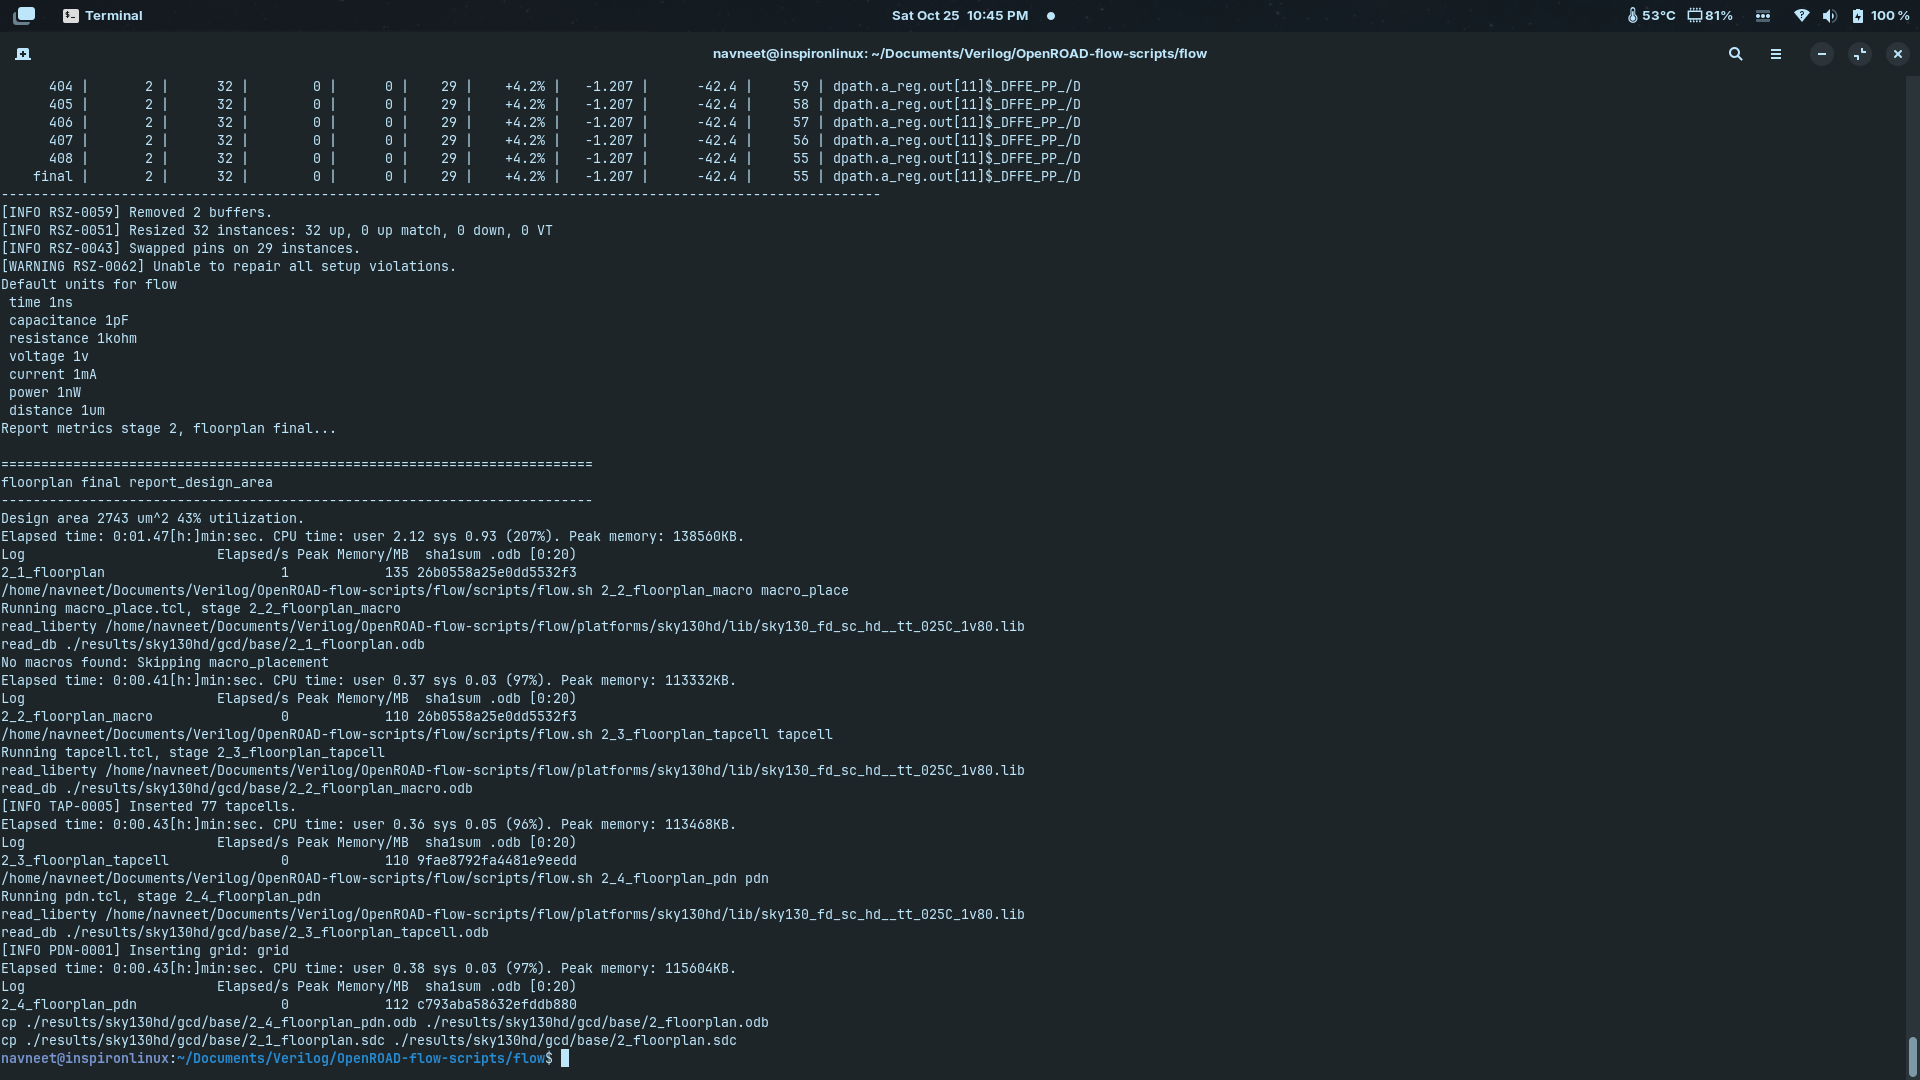 Terminal
Sat Oct 25 10:45 PM
53°C 81% 100 %
navneet@inspironlinux: ~/Documents/Verilog/OpenROAD-flow-scripts/flow
404 | 2 | 32 | 0 | 0 | 29 | +4.2% | -1.207 | -42.4 | 59 | dpath.a_reg.out[11]$_DFFE_PP_/D
405 | 2 | 32 | 0 | 0 | 29 | +4.2% | -1.207 | -42.4 | 58 | dpath.a_reg.out[11]$_DFFE_PP_/D
406 | 2 | 32 | 0 | 0 | 29 | +4.2% | -1.207 | -42.4 | 57 | dpath.a_reg.out[11]$_DFFE_PP_/D
407 | 2 | 32 | 0 | 0 | 29 | +4.2% | -1.207 | -42.4 | 56 | dpath.a_reg.out[11]$_DFFE_PP_/D
408 | 2 | 32 | 0 | 0 | 29 | +4.2% | -1.207 | -42.4 | 55 | dpath.a_reg.out[11]$_DFFE_PP_/D
final | 2 | 32 | 0 | 0 | 29 | +4.2% | -1.207 | -42.4 | 55 | dpath.a_reg.out[11]$_DFFE_PP_/D
--------------------------------------------------------------------------------------------------------------
[INFO RSZ-0059] Removed 2 buffers.
[INFO RSZ-0051] Resized 32 instances: 32 up, 0 up match, 0 down, 0 VT
[INFO RSZ-0043] Swapped pins on 29 instances.
[WARNING RSZ-0062] Unable to repair all setup violations.
Default units for flow
time 1ns
capacitance 1pF
resistance 1kohm
voltage 1v
current 1mA
power 1nW
distance 1um
Report metrics stage 2, floorplan final...
==========================================================================
floorplan final report_design_area
--------------------------------------------------------------------------
Design area 2743 um^2 43% utilization.
Elapsed time: 0:01.47[h:]min:sec. CPU time: user 2.12 sys 0.93 (207%). Peak memory: 138560KB.
Log Elapsed/s Peak Memory/MB sha1sum .odb [0:20)
2_1_floorplan 1 135 26b0558a25e0dd5532f3
/home/navneet/Documents/Verilog/OpenROAD-flow-scripts/flow/scripts/flow.sh 2_2_floorplan_macro macro_place
Running macro_place.tcl, stage 2_2_floorplan_macro
read_liberty /home/navneet/Documents/Verilog/OpenROAD-flow-scripts/flow/platforms/sky130hd/lib/sky130_fd_sc_hd__tt_025C_1v80.lib
read_db ./results/sky130hd/gcd/base/2_1_floorplan.odb
No macros found: Skipping macro_placement
Elapsed time: 0:00.41[h:]min:sec. CPU time: user 0.37 sys 0.03 (97%). Peak memory: 113332KB.
Log Elapsed/s Peak Memory/MB sha1sum .odb [0:20)
2_2_floorplan_macro 0 110 26b0558a25e0dd5532f3
/home/navneet/Documents/Verilog/OpenROAD-flow-scripts/flow/scripts/flow.sh 2_3_floorplan_tapcell tapcell
Running tapcell.tcl, stage 2_3_floorplan_tapcell
read_liberty /home/navneet/Documents/Verilog/OpenROAD-flow-scripts/flow/platforms/sky130hd/lib/sky130_fd_sc_hd__tt_025C_1v80.lib
read_db ./results/sky130hd/gcd/base/2_2_floorplan_macro.odb
[INFO TAP-0005] Inserted 77 tapcells.
Elapsed time: 0:00.43[h:]min:sec. CPU time: user 0.36 sys 0.05 (96%). Peak memory: 113468KB.
Log Elapsed/s Peak Memory/MB sha1sum .odb [0:20)
2_3_floorplan_tapcell 0 110 9fae8792fa4481e9eedd
/home/navneet/Documents/Verilog/OpenROAD-flow-scripts/flow/scripts/flow.sh 2_4_floorplan_pdn pdn
Running pdn.tcl, stage 2_4_floorplan_pdn
read_liberty /home/navneet/Documents/Verilog/OpenROAD-flow-scripts/flow/platforms/sky130hd/lib/sky130_fd_sc_hd__tt_025C_1v80.lib
read_db ./results/sky130hd/gcd/base/2_3_floorplan_tapcell.odb
[INFO PDN-0001] Inserting grid: grid
Elapsed time: 0:00.43[h:]min:sec. CPU time: user 0.38 sys 0.03 (97%). Peak memory: 115604KB.
Log Elapsed/s Peak Memory/MB sha1sum .odb [0:20)
2_4_floorplan_pdn 0 112 c793aba58632efddb880
cp ./results/sky130hd/gcd/base/2_4_floorplan_pdn.odb ./results/sky130hd/gcd/base/2_floorplan.odb
cp ./results/sky130hd/gcd/base/2_1_floorplan.sdc ./results/sky130hd/gcd/base/2_floorplan.sdc
navneet@inspironlinux:~/Documents/Verilog/OpenROAD-flow-scripts/flow$